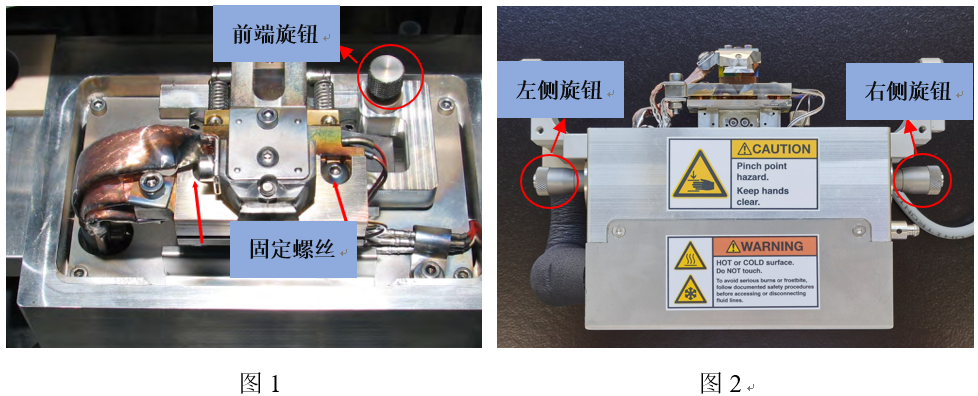 前端旋钮
固定螺丝
左侧旋钮
右侧旋钮
CAUTION
Pinch point
hazard.
Keep hands
clear.
WARNING
HOT or COLD surface.
Do NOT touch.
To avoid serious burns or frostbite,
follow documented safety procedures
before accessing or disconnecting
fluid lines.
图 1
图 2